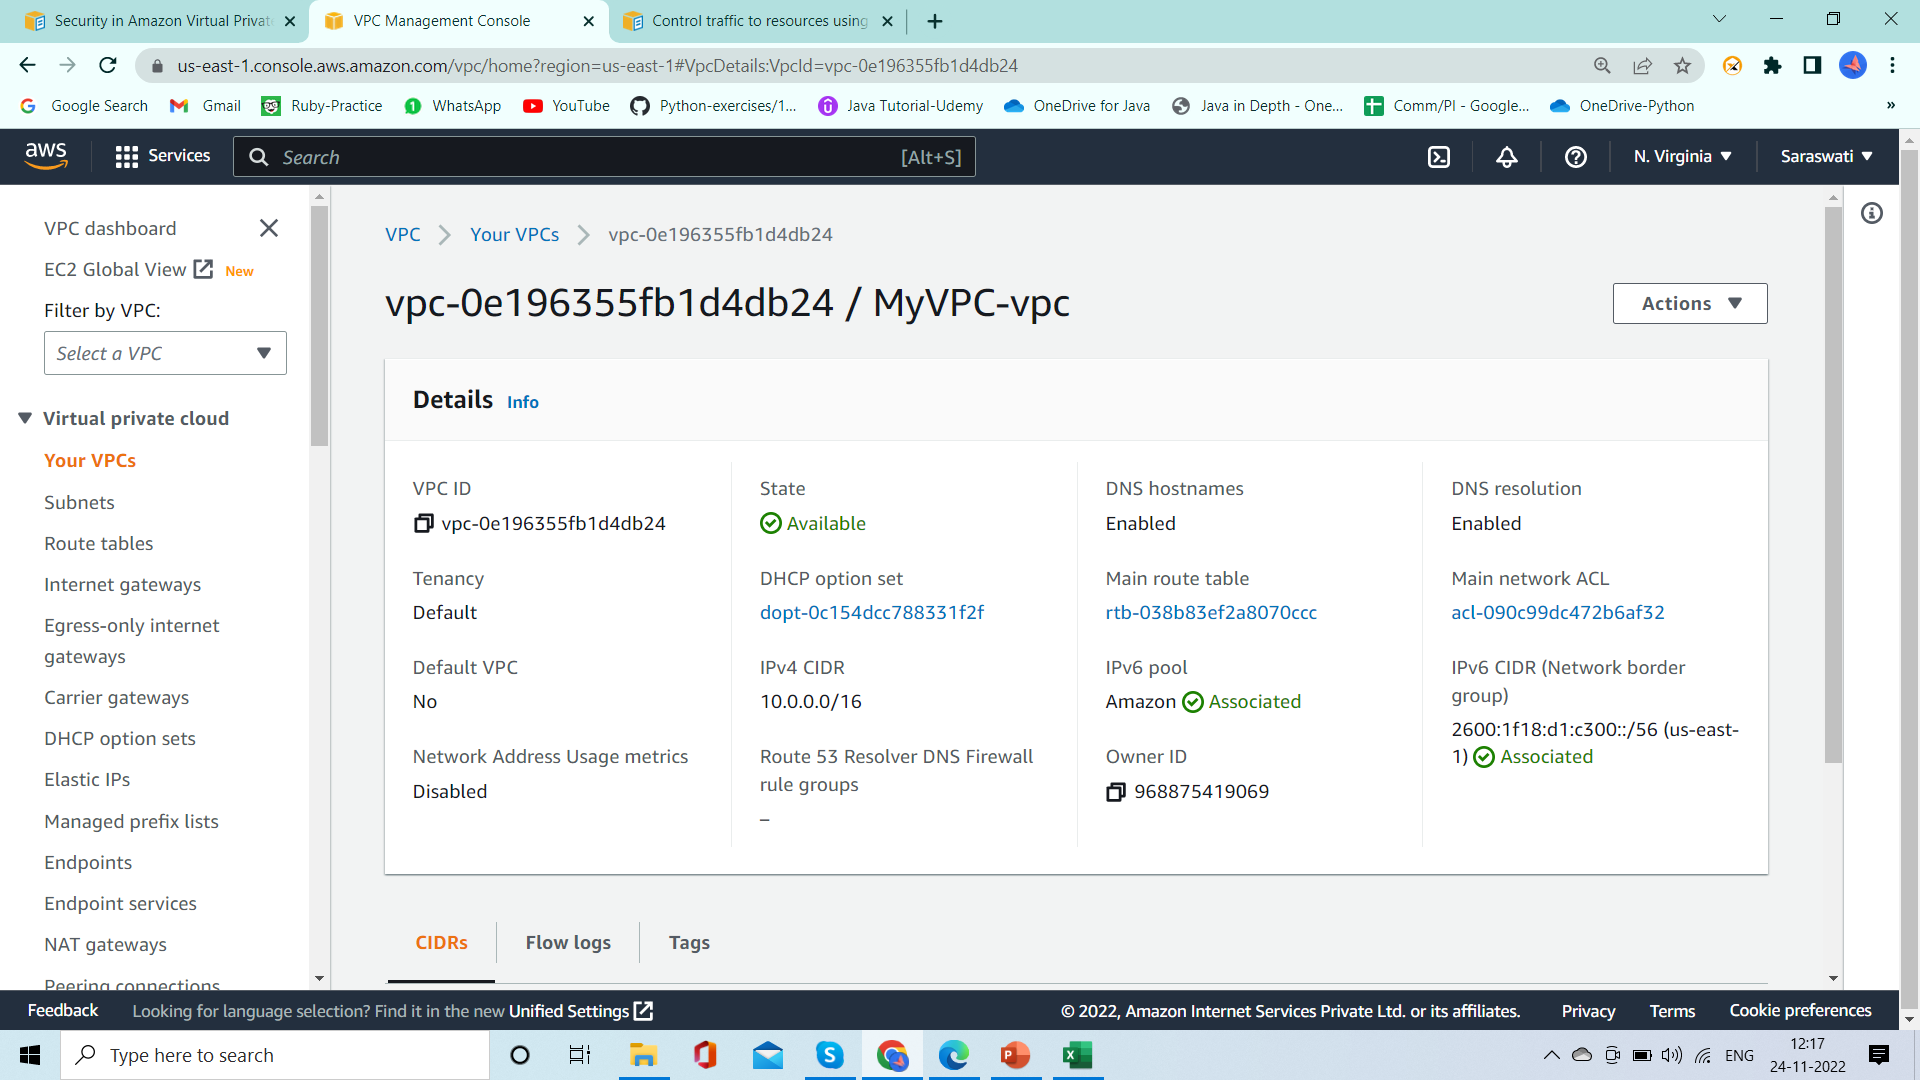 Security in Amazon Virtual Privat
VPC Management Console
Control traffic to resources using
us-east-1.console.aws.amazon.com/vpc/home?region=us-east-1#VpcDetails:VpcId=vpc-0e196355fb1d4db24
Google Search
Gmail
Ruby-Practice
WhatsApp
YouTube
Python-exercises/1...
Java Tutorial-Udemy
OneDrive for Java
Java in Depth - One...
Comm/PI - Google...
OneDrive-Python
»
aws
Services
Search
[Alt+S]
N. Virginia
Saraswati
VPC dashboard
EC2 Global View
New
Filter by VPC:
Select a VPC
Virtual private cloud
Your VPCs
Subnets
Route tables
Internet gateways
Egress-only internet
gateways
Carrier gateways
DHCP option sets
Elastic IPs
Managed prefix lists
Endpoints
Endpoint services
NAT gateways
Peering connections
VPC
Your VPCs
vpc-0e196355fb1d4db24
vpc-0e196355fb1d4db24 / MyVPC-vpc
Actions
Details
Info
VPC ID
vpc-0e196355fb1d4db24
State
Available
DNS hostnames
Enabled
DNS resolution
Enabled
Tenancy
Default
DHCP option set
dopt-0c154dcc788331f2f
Main route table
rtb-038b83ef2a8070ccc
Main network ACL
acl-090c99dc472b6af32
Default VPC
No
IPv4 CIDR
10.0.0.0/16
IPv6 pool
Amazon Associated
IPv6 CIDR (Network border
group)
2600:1f18:d1:c300::/56 (us-east-
1) Associated
Network Address Usage metrics
Disabled
Route 53 Resolver DNS Firewall
rule groups
–
Owner ID
968875419069
CIDRs
Flow logs
Tags
Feedback
Looking for language selection? Find it in the new Unified Settings
© 2022, Amazon Internet Services Private Ltd. or its affiliates.
Privacy
Terms
Cookie preferences
Type here to search
ENG
12:17
24-11-2022